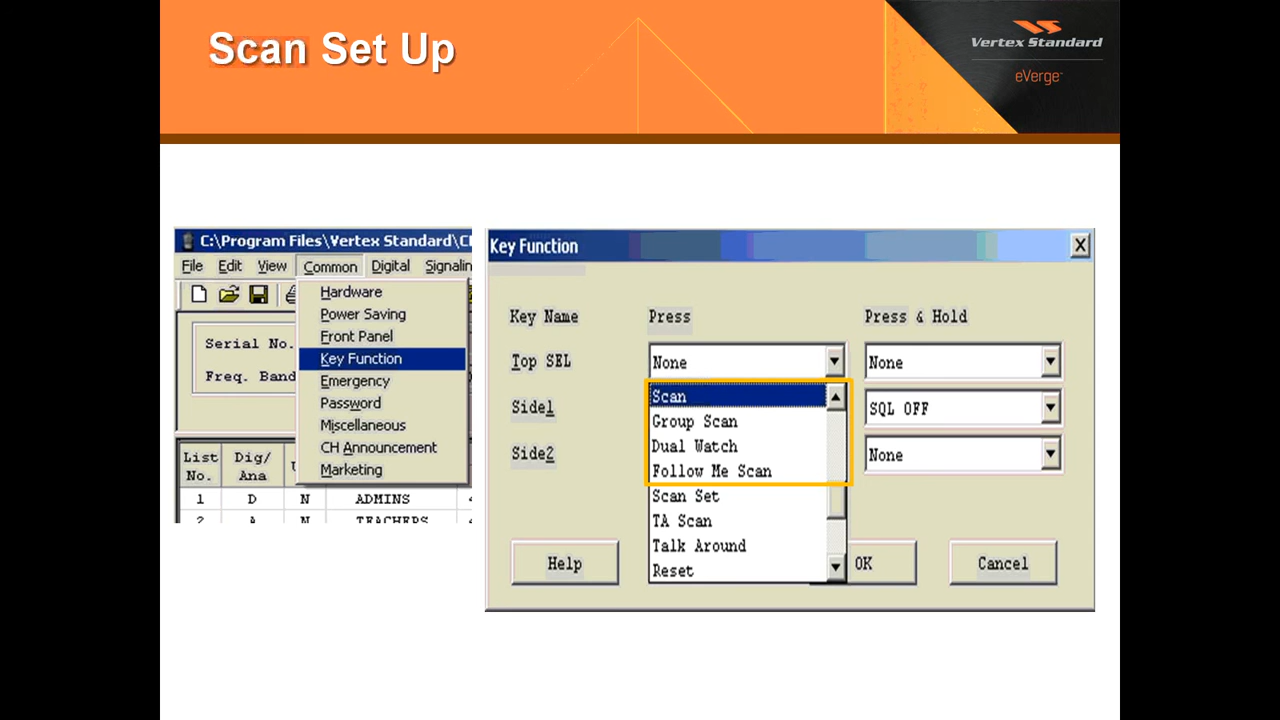 Scan Set Up
Vertex Standard
eVerge™
C:\Program Files\Vertex Standard\C
File Edit View Common Digital Signalin
Hardware
Power Saving
Front Panel
Key Function
Emergency
Password
Miscellaneous
CH Announcement
Marketing
Serial No.
Freq. Band
List No. Dig/ Ana
1 D N ADMINS
2 A N TEACHERS
Key Function X
Key Name Press Press & Hold
Top SEL None None
Side1 SQL OFF
Side2 None
Scan
Group Scan
Dual Watch
Follow Me Scan
Scan Set
TA Scan
Talk Around
Reset
Help OK Cancel